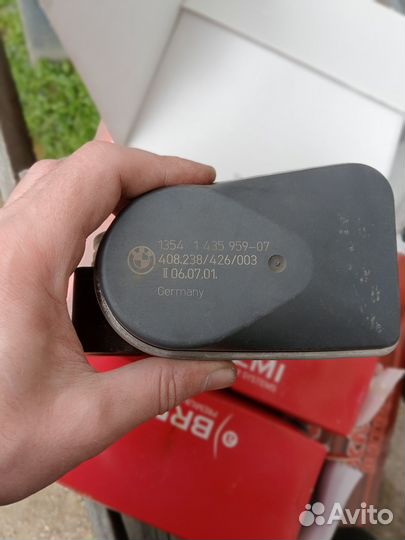 1354 1 435 959-07
408.238/426/003
II 06.07.01.
Germany
Avito